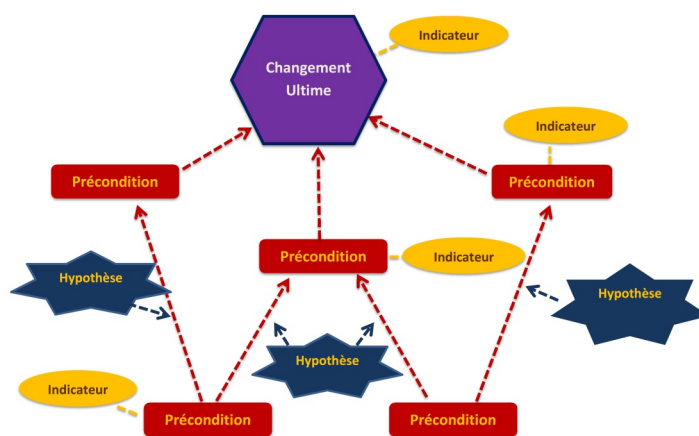 Indicateur
Changement
Ultime
Indicateur
Précondition
Précondition
Précondition
Indicateur
Hypothèse
Hypothèse
Hypothèse
Indicateur
Précondition
Précondition